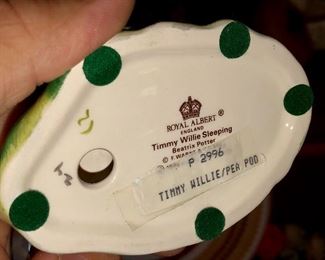 ROYAL ALBERT®
ENGLAND
Timmy Willie Sleeping
Beatrix Potter
P 2996
TIMMY WILLIE/PEA POD